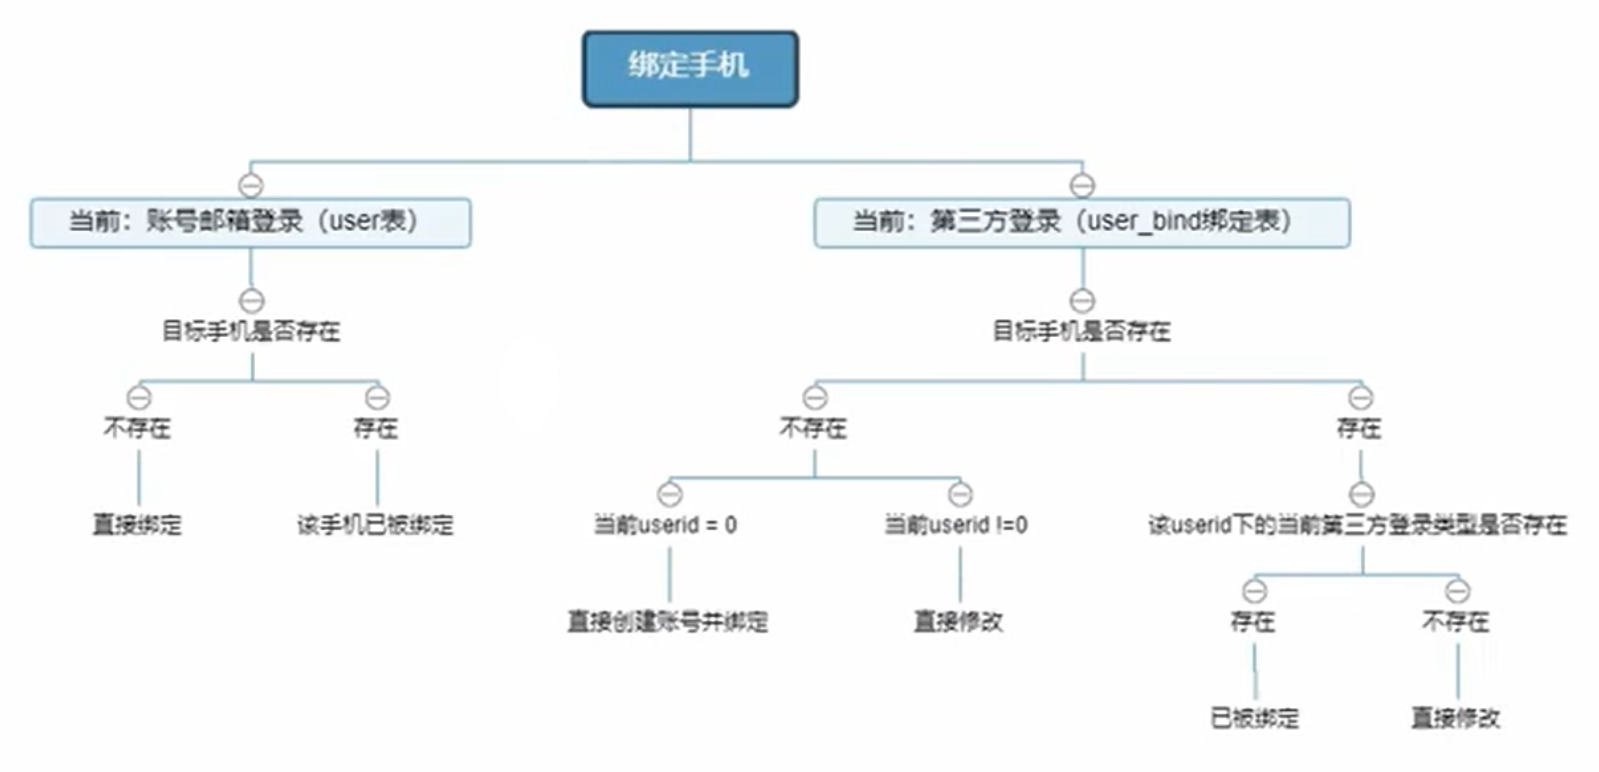 绑定手机
当前：账号邮箱登录（user表）
当前：第三方登录（user_bind绑定表）
目标手机是否存在
目标手机是否存在
不存在
存在
不存在
存在
直接绑定
该手机已被绑定
当前userid = 0
当前userid !=0
该userid下的当前第三方登录类型是否存在
直接创建账号并绑定
直接修改
存在
不存在
已被绑定
直接修改